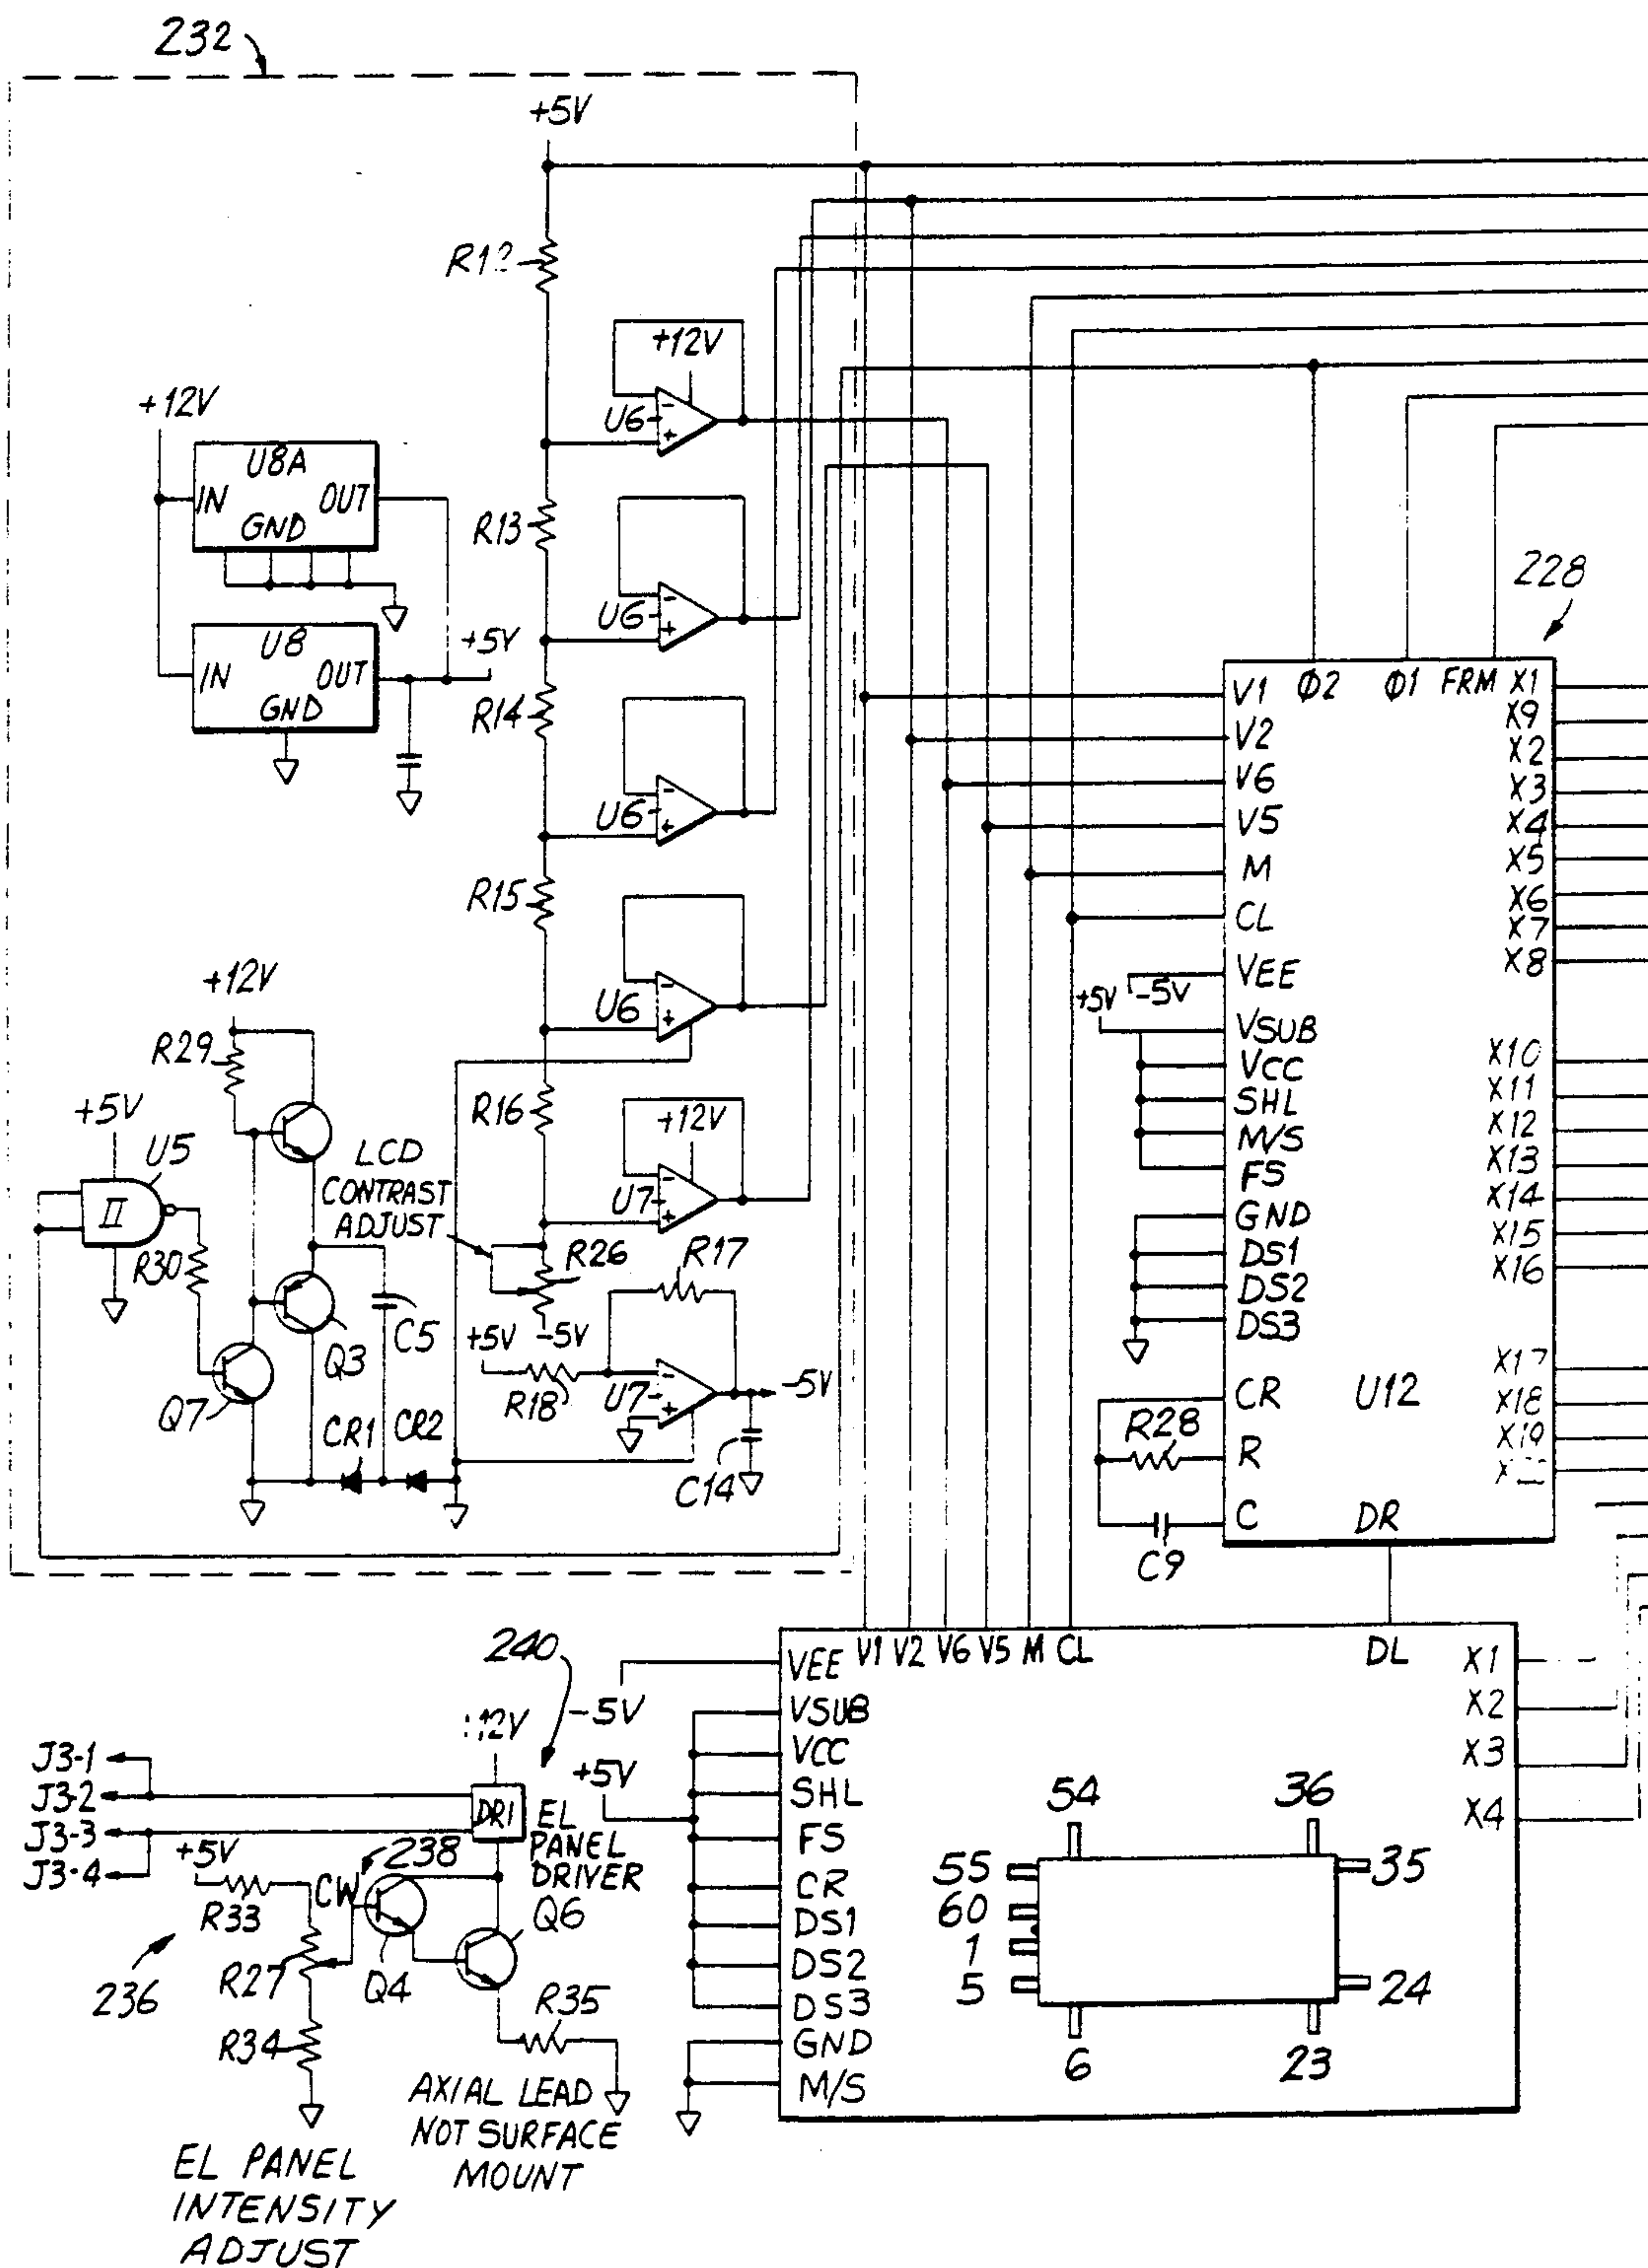 232
+5V
+12V
U6
+12V
U8A
IN
OUT
GND
R13
U6
228
U8
+5V
IN
OUT
GND
R14
V1
Φ2
Φ1
FRM
X1
X9
V2
X2
V6
X3
U6
V5
X4
X5
M
R15
X6
CL
X7
X8
+12V
VEE
+5V
-5V
U6
VSUB
R29
VCC
X10
SHL
X11
+5V
R16
+12V
M/S
X12
U5
LCD
CONTRAST
ADJUST
FS
X13
II
U7
GND
X14
DS1
X15
R30
R26
R17
DS2
X16
C5
DS3
Q3
+5V
-5V
-5V
X17
Q7
R18
U7
CR
U12
X18
R28
CR1
CR2
R
X19
C14
C
DR
C9
240
VEE
V1 V2 V6 V5 M CL
DL
X1
-5V
VSUB
X2
J3-1
VCC
X3
+5V
J3-2
SHL
DR1
EL
PANEL
DRIVER
54
36
X4
J3-3
FS
J3-4
+5V
238
55
35
CW
CR
R33
Q6
60
DS1
1
R27
Q4
DS2
5
24
236
R35
DS3
R34
GND
6
23
M/S
AXIAL LEAD
NOT SURFACE
MOUNT
EL PANEL
INTENSITY
ADJUST